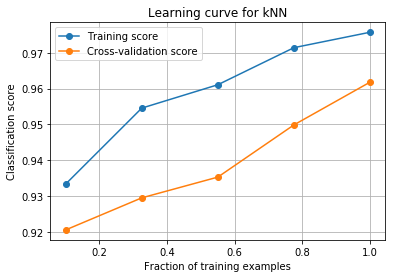 Learning curve for kNN
Training score
Cross-validation score
Classification score
0.97
0.96
0.95
0.94
0.93
0.92
0.2 0.4 0.6 0.8 1.0
Fraction of training examples